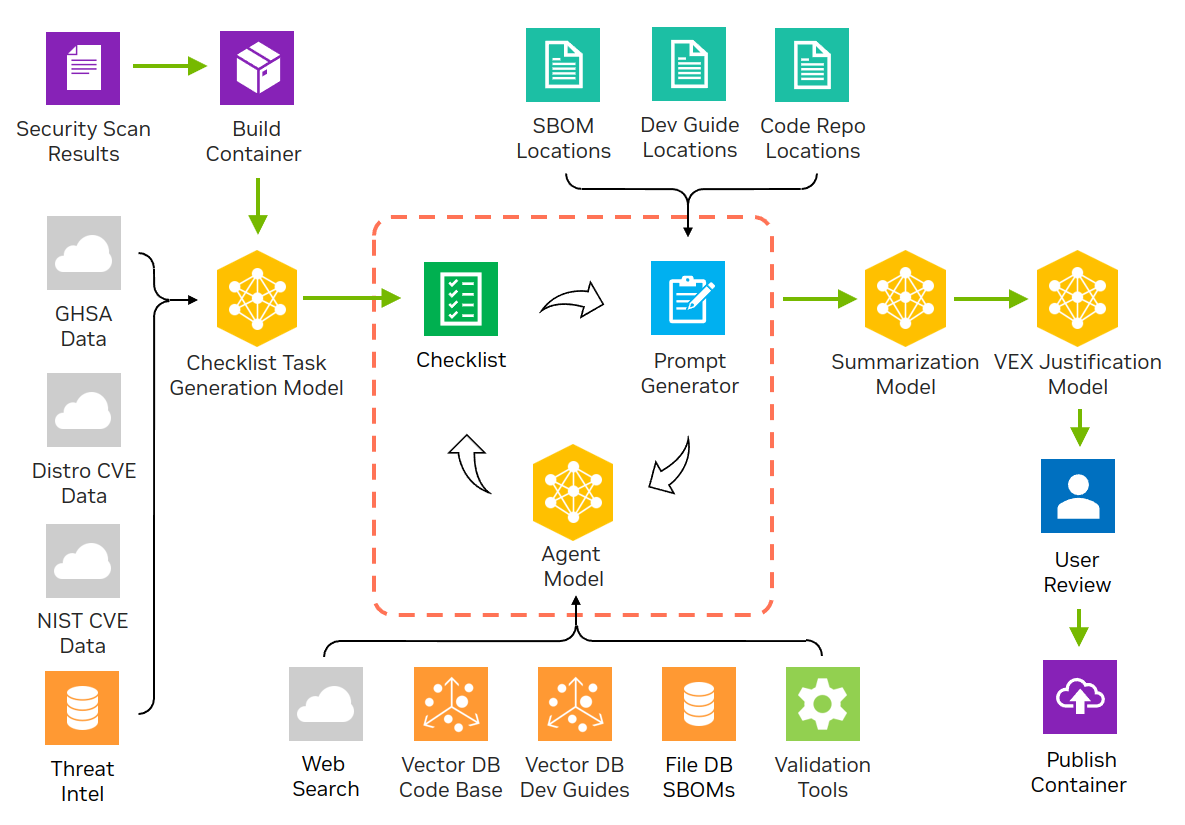 Security Scan
Results
Build
Container
SBOM
Locations
Dev Guide
Locations
Code Repo
Locations
GHSA
Data
Distro CVE
Data
NIST CVE
Data
Threat
Intel
Checklist Task
Generation Model
Checklist
Prompt
Generator
Agent
Model
Web
Search
Vector DB
Code Base
Vector DB
Dev Guides
File DB
SBOMs
Validation
Tools
Summarization
Model
VEX Justification
Model
User
Review
Publish
Container